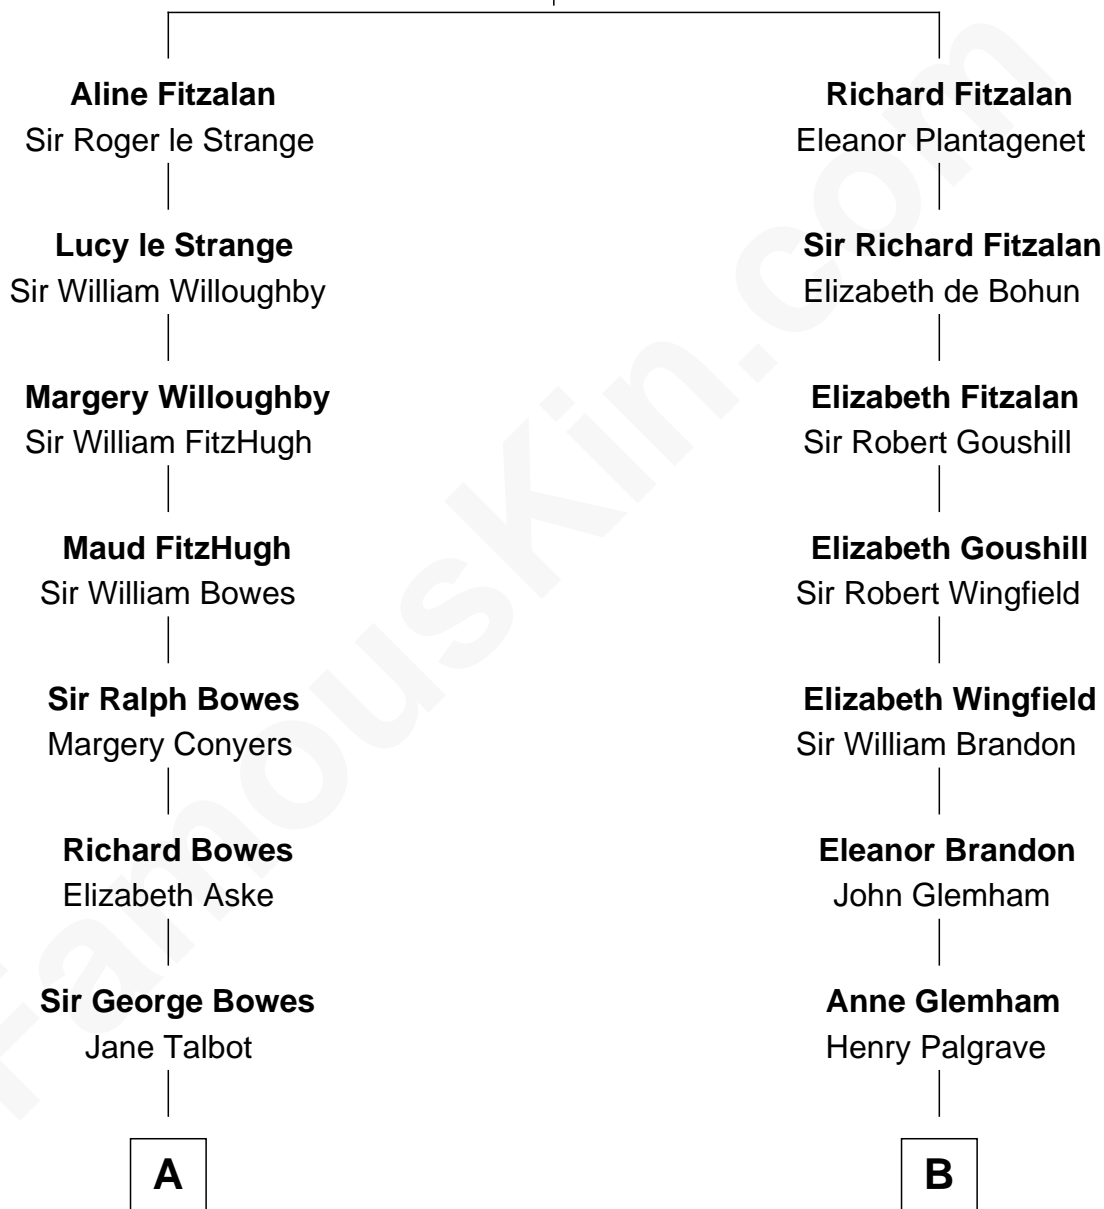 Aline Fitzalan
Sir Roger le Strange
Lucy le Strange
Sir William Willoughby
Margery Willoughby
Sir William FitzHugh
Maud FitzHugh
Sir William Bowes
Sir Ralph Bowes
Margery Conyers
Richard Bowes
Elizabeth Aske
Sir George Bowes
Jane Talbot
A
Richard Fitzalan
Eleanor Plantagenet
Sir Richard Fitzalan
Elizabeth de Bohun
Elizabeth Fitzalan
Sir Robert Goushill
Elizabeth Goushill
Sir Robert Wingfield
Elizabeth Wingfield
Sir William Brandon
Eleanor Brandon
John Glemham
Anne Glemham
Henry Palgrave
B
FamousKin.com